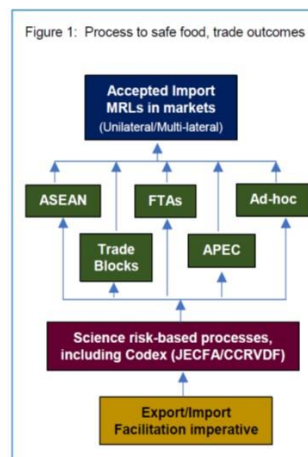 Figure 1: Process to safe food, trade outcomes
Accepted Import
MRLs in markets
(Unilateral/Multi-lateral)
ASEAN
FTAs
Ad-hoc
Trade
Blocks
APEC
Science risk-based processes,
including Codex (JECFA/CCRVDF)
Export/Import
Facilitation imperative